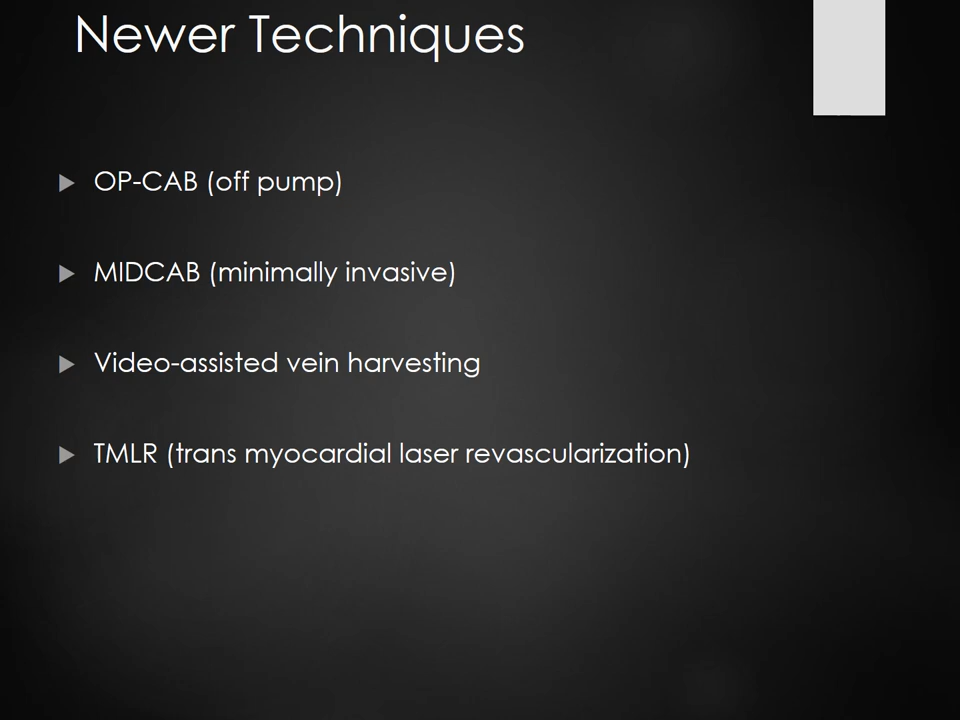 Newer Techniques
OP-CAB (off pump)
MIDCAB (minimally invasive)
Video-assisted vein harvesting
TMLR (trans myocardial laser revascularization)